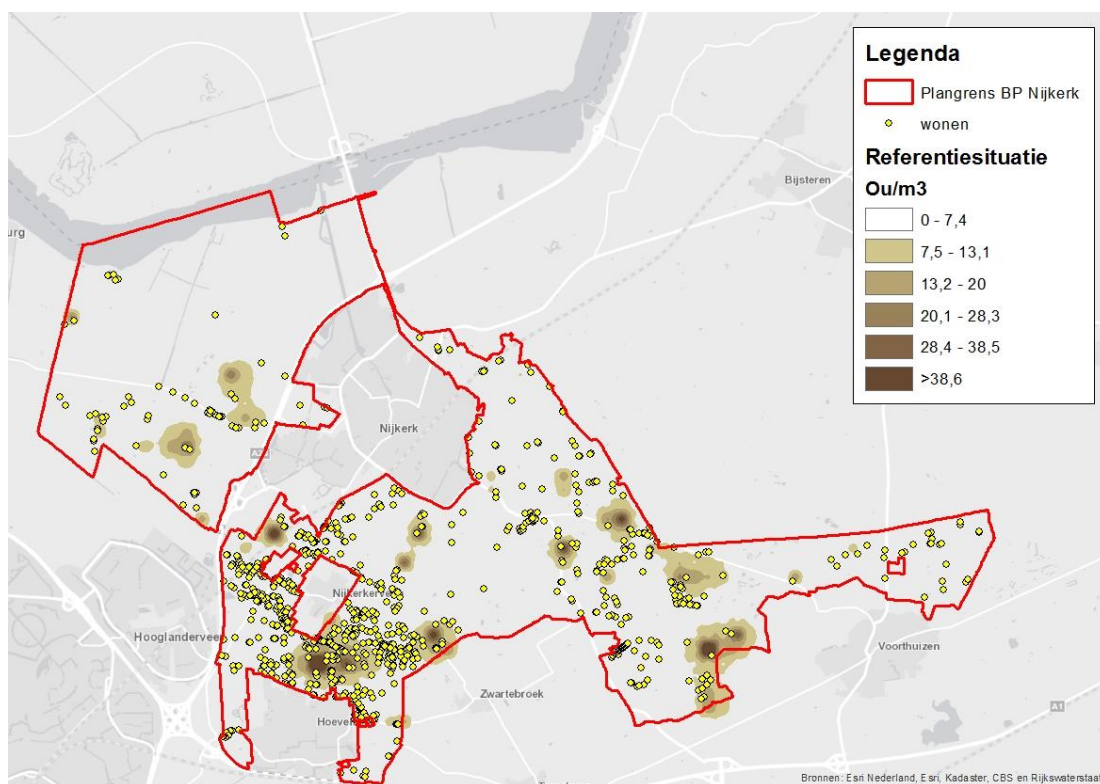 Legenda
Plangrens BP Nijkerk
wonen
Referentiesituatie
Ou/m3
0 - 7,4
7,5 - 13,1
13,2 - 20
20,1 - 28,3
28,4 - 38,5
>38,6
Bijsteren
urg
Nijkerk
Hooglanderveen
Voorthuizen
Zwartebroek
A1
Bronnen: Esri Nederland, Esri, Kadaster, CBS en Rijkswaterstaat